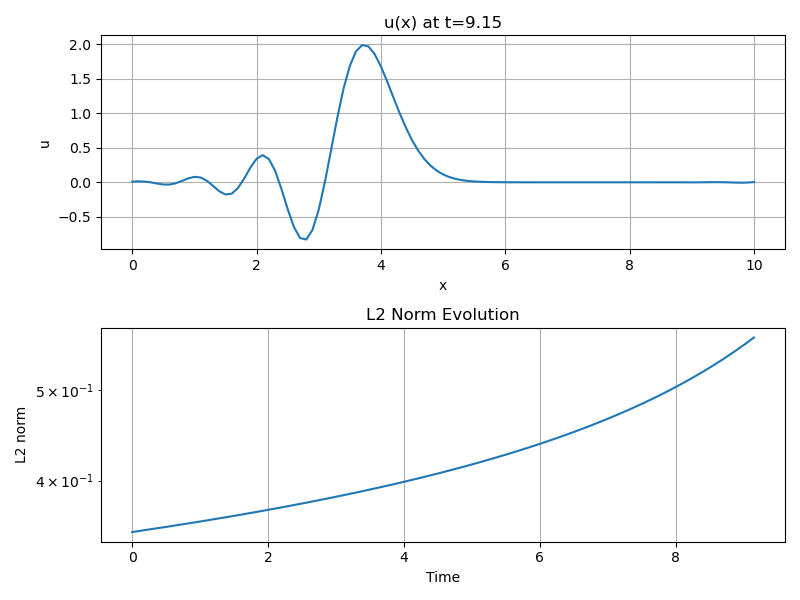 u(x) at t=9.15
2.0
1.5
1.0
0.5
0.0
−0.5
u
0 2 4 6 8 10
x
L2 Norm Evolution
5 × 10⁻¹
4 × 10⁻¹
L2 norm
0 2 4 6 8
Time